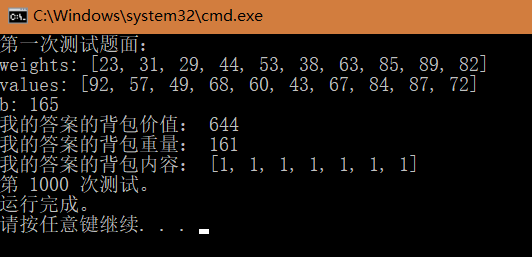 C:\Windows\system32\cmd.exe
第一次测试题面:
weights: [23, 31, 29, 44, 53, 38, 63, 85, 89, 82]
values: [92, 57, 49, 68, 60, 43, 67, 84, 87, 72]
b: 165
我的答案的背包价值： 644
我的答案的背包重量： 161
我的答案的背包内容： [1, 1, 1, 1, 1, 1, 1]
第 1000 次测试。
运行完成。
请按任意键继续. . .